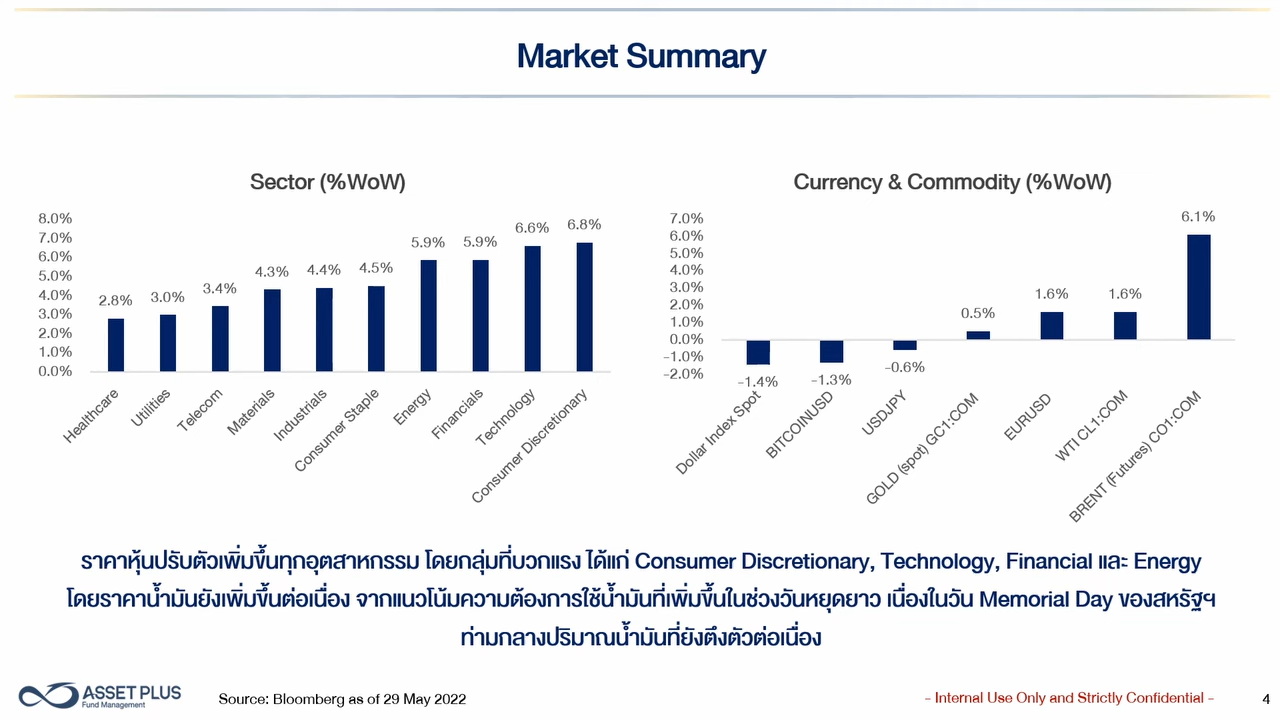 Market Summary
Sector (%WoW)
8.0%
7.0%
6.0%
5.0%
4.0%
3.0%
2.0%
1.0%
0.0%
2.8%
3.0%
3.4%
4.3%
4.4%
4.5%
5.9%
5.9%
6.6%
6.8%
Healthcare
Utilities
Telecom
Materials
Industrials
Consumer Staple
Energy
Financials
Technology
Consumer Discretionary
Currency & Commodity (%WoW)
7.0%
6.0%
5.0%
4.0%
3.0%
2.0%
1.0%
0.0%
-1.0%
-2.0%
-1.4%
-1.3%
-0.6%
0.5%
1.6%
1.6%
6.1%
Dollar Index Spot
BITCOINUSD
USDJPY
GOLD (spot) GC1:COM
EURUSD
WTI CL1:COM
BRENT (Futures) CO1:COM
ราคาหุ้นปรับตัวเพิ่มขึ้นทุกอุตสาหกรรม โดยกลุ่มที่บวกแรง ได้แก่ Consumer Discretionary, Technology, Financial และ Energy
โดยราคาน้ำมันยังเพิ่มขึ้นต่อเนื่อง จากแนวโน้มความต้องการใช้น้ำมันที่เพิ่มขึ้นในช่วงวันหยุดยาว เนื่องในวัน Memorial Day ของสหรัฐฯ
ท่ามกลางปริมาณน้ำมันที่ยังตึงตัวต่อเนื่อง
ASSET PLUS
Fund Management
Source: Bloomberg as of 29 May 2022
- Internal Use Only and Strictly Confidential -
4